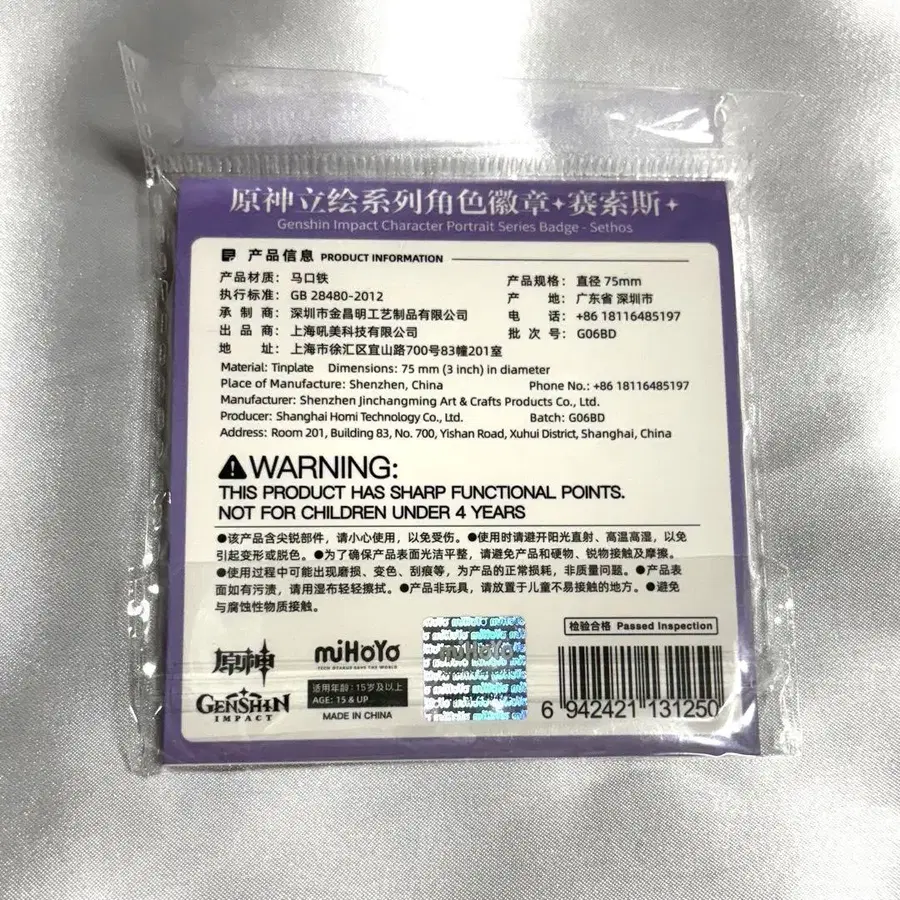 原神立绘系列角色徽章✦赛索斯✦
Genshin Impact Character Portrait Series Badge - Sethos
产品信息 PRODUCT INFORMATION
产品材质: 马口铁 产品规格: 直径 75mm
执行标准: GB 28480-2012 产 地: 广东省 深圳市
承 制 商: 深圳市金昌明工艺制品有限公司 电 话: +86 18116485197
出 品 商: 上海吼美科技有限公司 批 次 号: G06BD
地 址: 上海市徐汇区宜山路700号83幢201室
Material: Tinplate Dimensions: 75 mm (3 inch) in diameter
Place of Manufacture: Shenzhen, China Phone No.: +86 18116485197
Manufacturer: Shenzhen Jinchangming Art & Crafts Products Co., Ltd.
Producer: Shanghai Homi Technology Co., Ltd. Batch: G06BD
Address: Room 201, Building 83, No. 700, Yishan Road, Xuhui District, Shanghai, China
WARNING:
THIS PRODUCT HAS SHARP FUNCTIONAL POINTS.
NOT FOR CHILDREN UNDER 4 YEARS
●该产品含尖锐部件，请小心使用，以免受伤。●使用时请避开阳光直射、高温高湿，以免
引起变形或脱色。●为了确保产品表面光洁平整，请避免产品和硬物、锐物接触及摩擦。
●使用过程中可能出现磨损、变色、刮痕等，为产品的正常损耗，非质量问题。●产品表
面如有污渍，请用湿布轻轻擦拭。●产品非玩具，请放置于儿童不易接触的地方。●避免
与腐蚀性物质接触。
检验合格 Passed Inspection
原神
miHoYo
TECH OTAKUS SAVE THE WORLD
miHoYo
GENSHIN
IMPACT
适用年龄：15岁及以上
AGE: 15 & UP
MADE IN CHINA
6 942421 131250